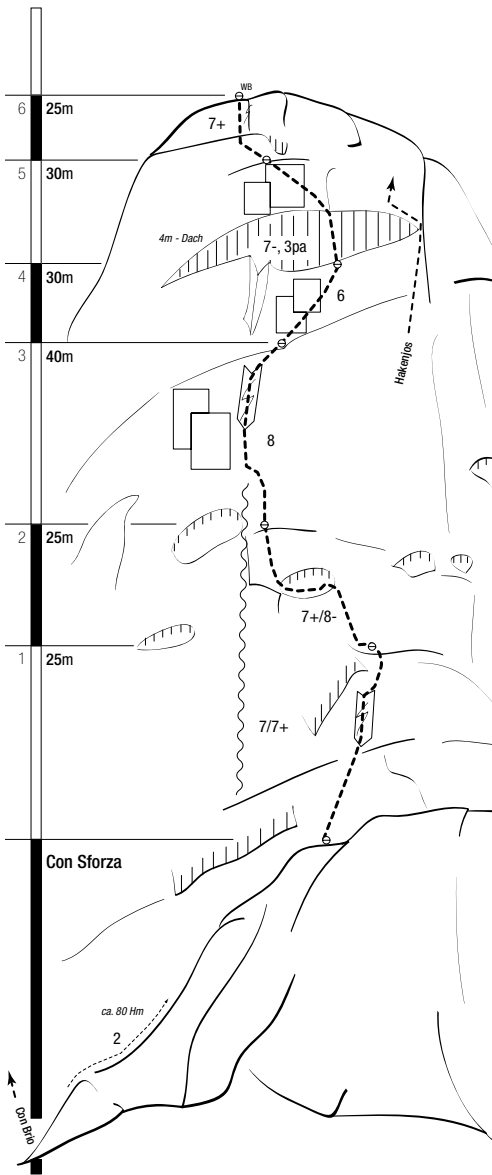 WB
6 25m
7+
5 30m
4m - Dach
7-, 3pa
4 30m
6
Hakenjos
3 40m
8
2 25m
7+/8-
1 25m
7/7+
Con Sforza
ca. 80 Hm
2
Con Brio